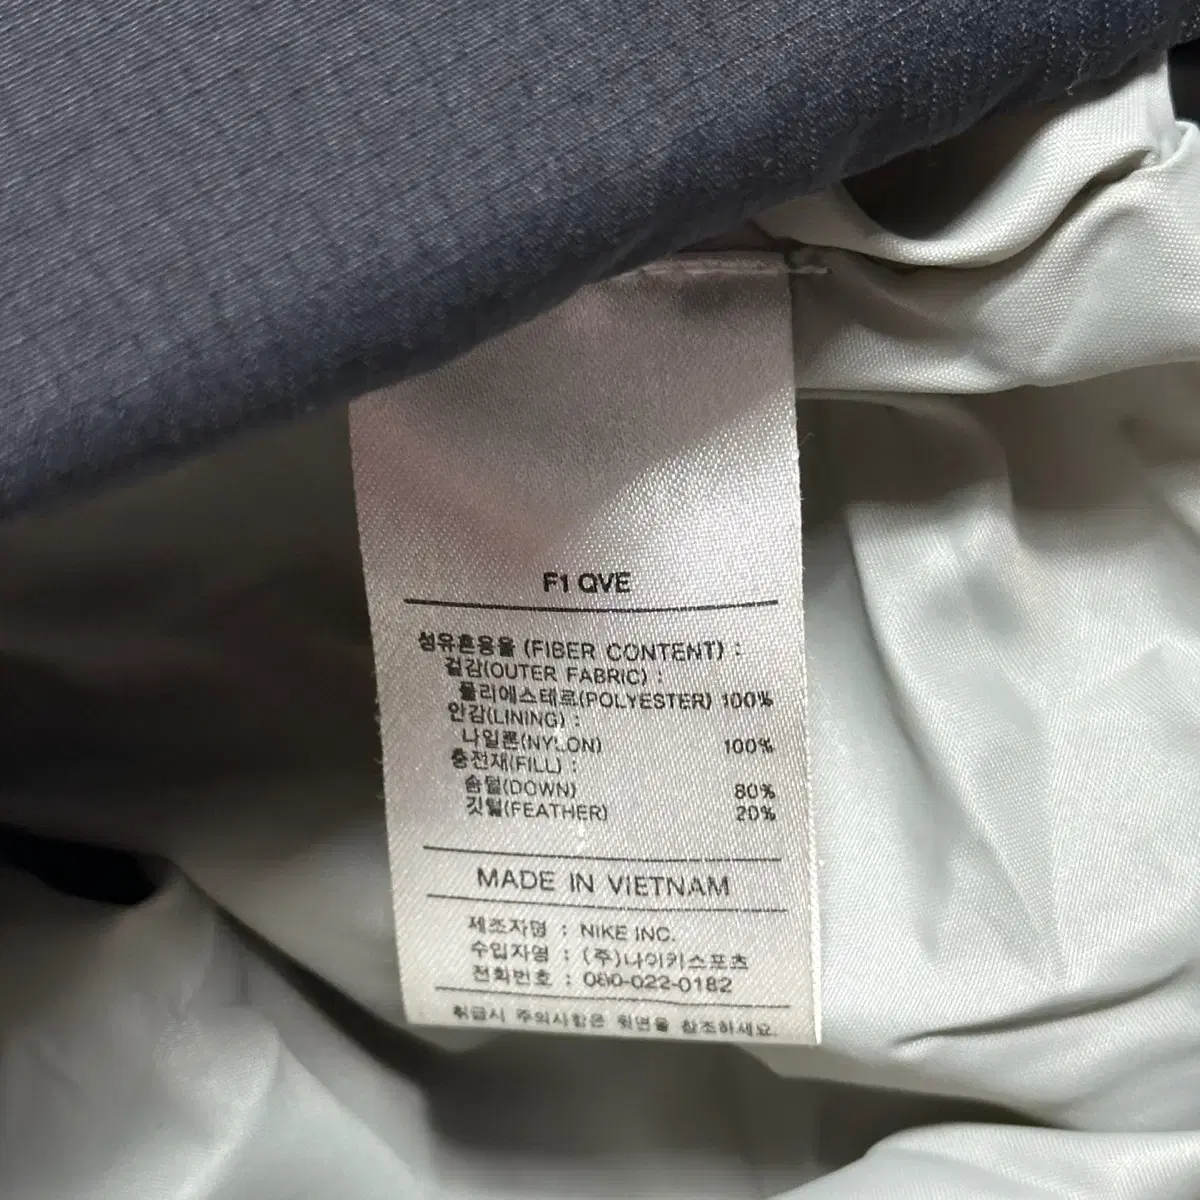 F1 QVE
섬유혼용율 (FIBER CONTENT) :
겉감(OUTER FABRIC) :
폴리에스테르(POLYESTER) 100%
안감(LINING) :
나일론(NYLON) 100%
충전재(FILL) :
솜털(DOWN) 80%
깃털(FEATHER) 20%
MADE IN VIETNAM
제조자명 : NIKE INC.
수입자명 : (주)나이키스포츠
전화번호 : 080-022-0182
취급시 주의사항은 뒷면을 참조하세요.